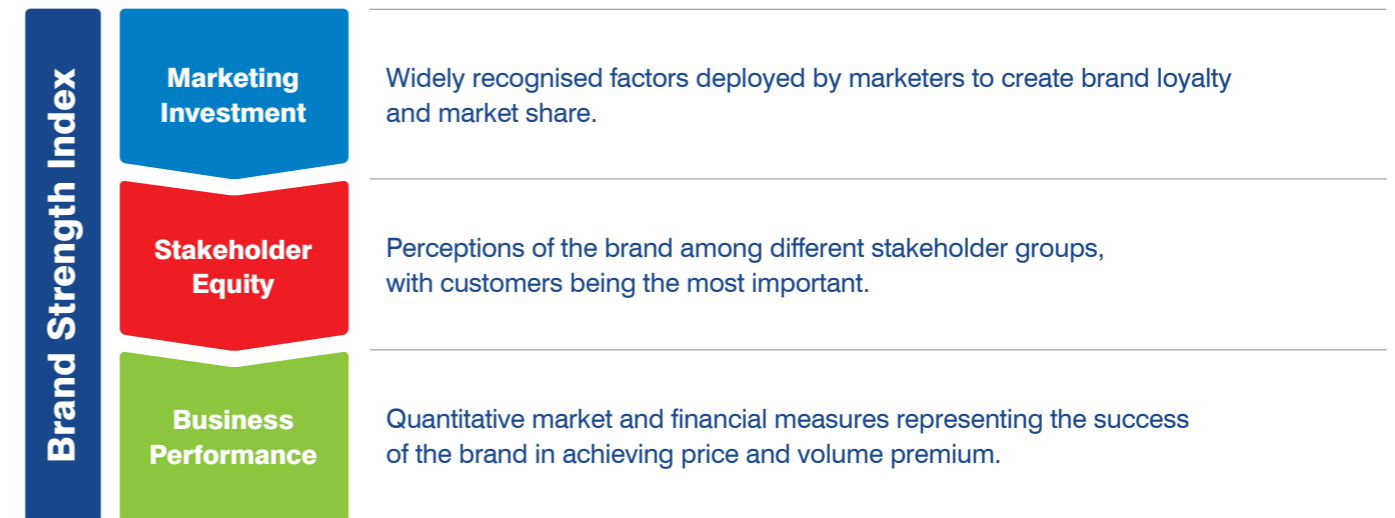 Brand Strength Index
Marketing
Investment
Widely recognised factors deployed by marketers to create brand loyalty
and market share.
Stakeholder
Equity
Perceptions of the brand among different stakeholder groups,
with customers being the most important.
Business
Performance
Quantitative market and financial measures representing the success
of the brand in achieving price and volume premium.